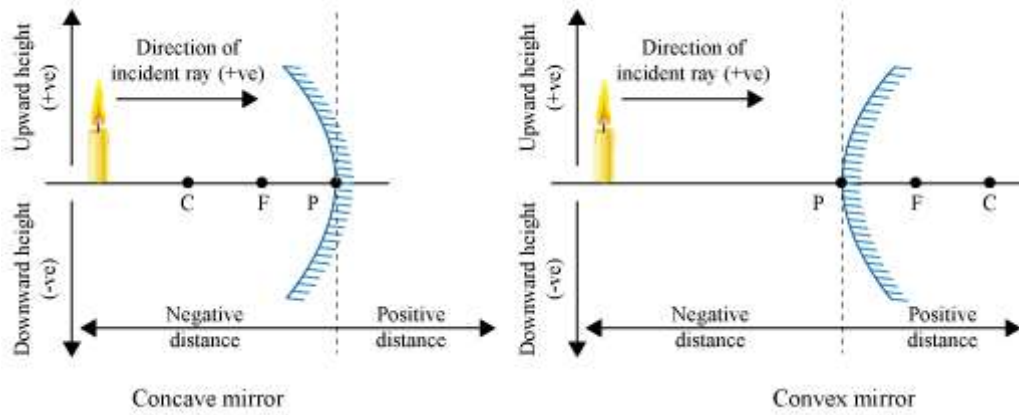 Upward height
(+ve)
Direction of
incident ray (+ve)
C
F
P
Downward height
(-ve)
Negative
distance
Positive
distance
Concave mirror
Upward height
(+ve)
Direction of
incident ray (+ve)
P
F
C
Downward height
(-ve)
Negative
distance
Positive
distance
Convex mirror